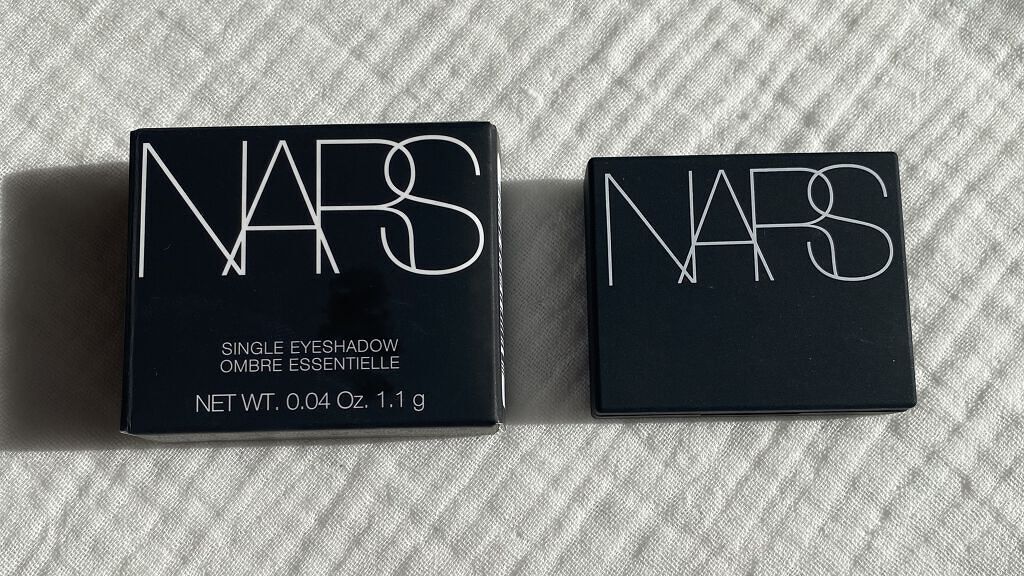 NARS
SINGLE EYESHADOW
OMBRE ESSENTIELLE
NET WT. 0.04 Oz. 1.1 g
NARS